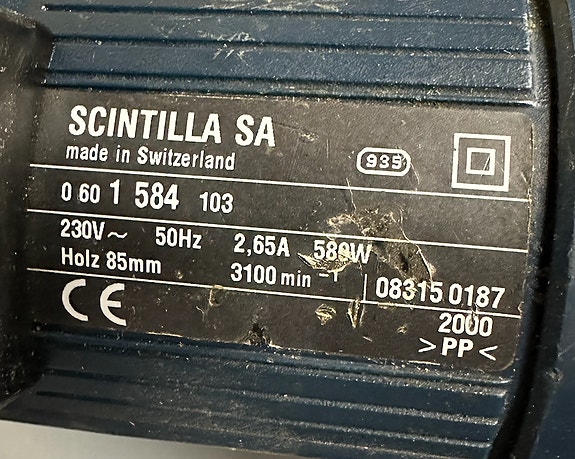 SCINTILLA SA
made in Switzerland
935
0 60 1 584 103
230V~ 50Hz 2,65A 580W
Holz 85mm 3100 min⁻¹
08315 0187
CE
2000
>PP<